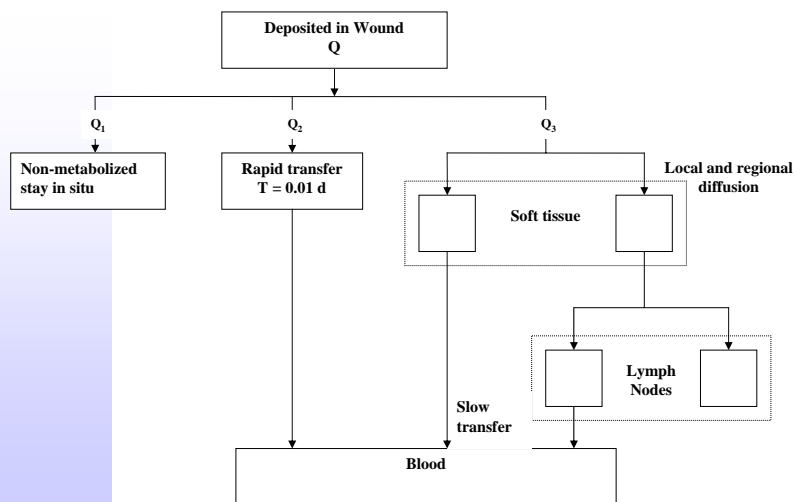 Deposited in Wound
Q
Q1
Q2
Q3
Non-metabolized
stay in situ
Rapid transfer
T = 0.01 d
Local and regional
diffusion
Soft tissue
Lymph
Nodes
Slow
transfer
Blood